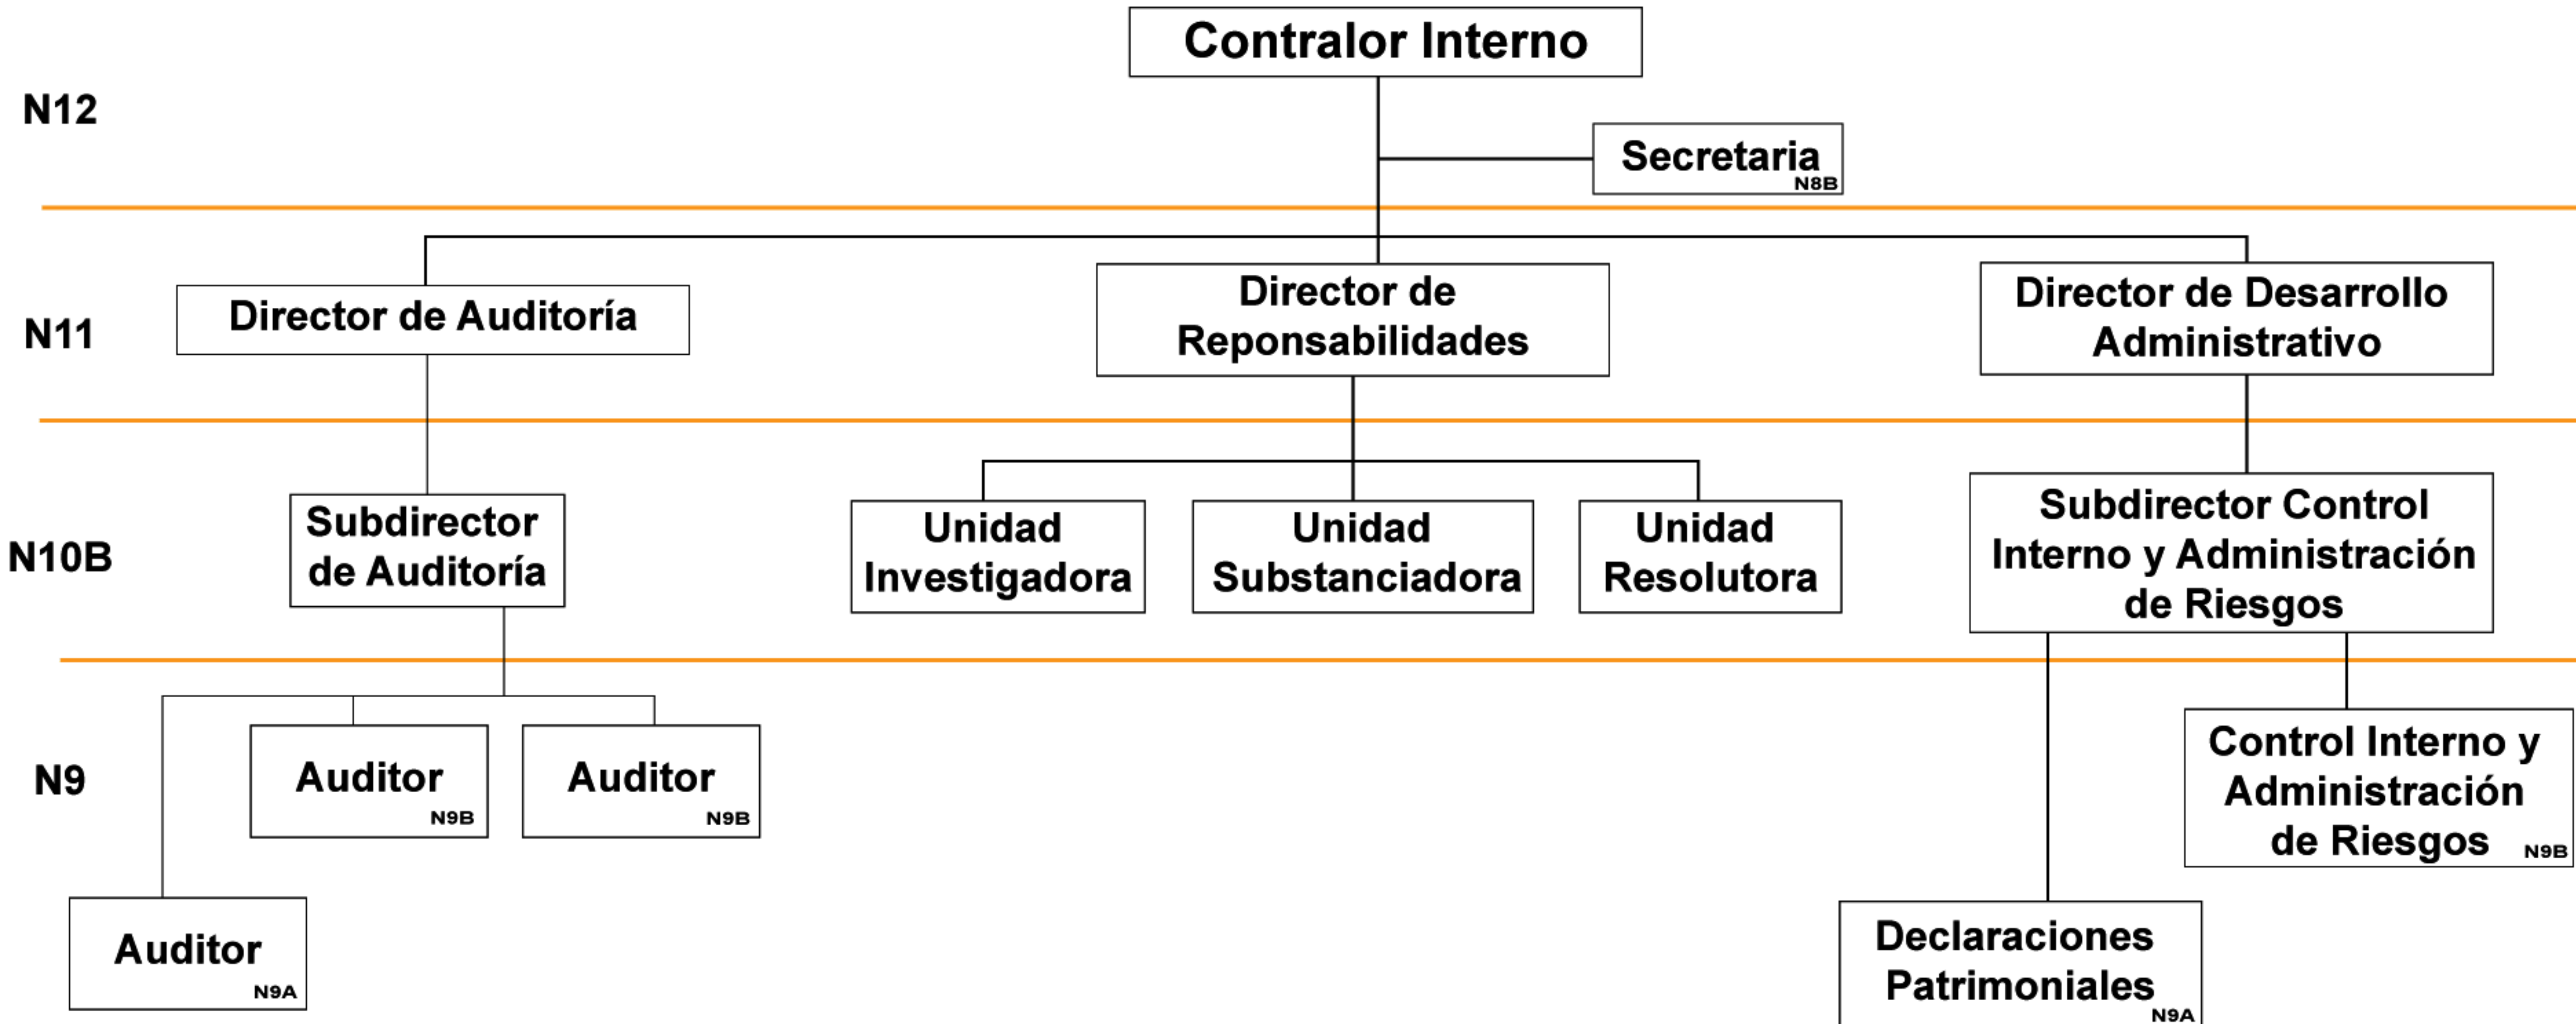 Contralor Interno
N12
Secretaria
N8B
N11
Director de Auditoría
Director de
Reponsabilidades
Director de Desarrollo
Administrativo
N10B
Subdirector
de Auditoría
Unidad
Investigadora
Unidad
Substanciadora
Unidad
Resolutora
Subdirector Control
Interno y Administración
de Riesgos
N9
Auditor
N9B
Auditor
N9B
Control Interno y
Administración
de Riesgos N9B
Auditor
N9A
Declaraciones
Patrimoniales
N9A